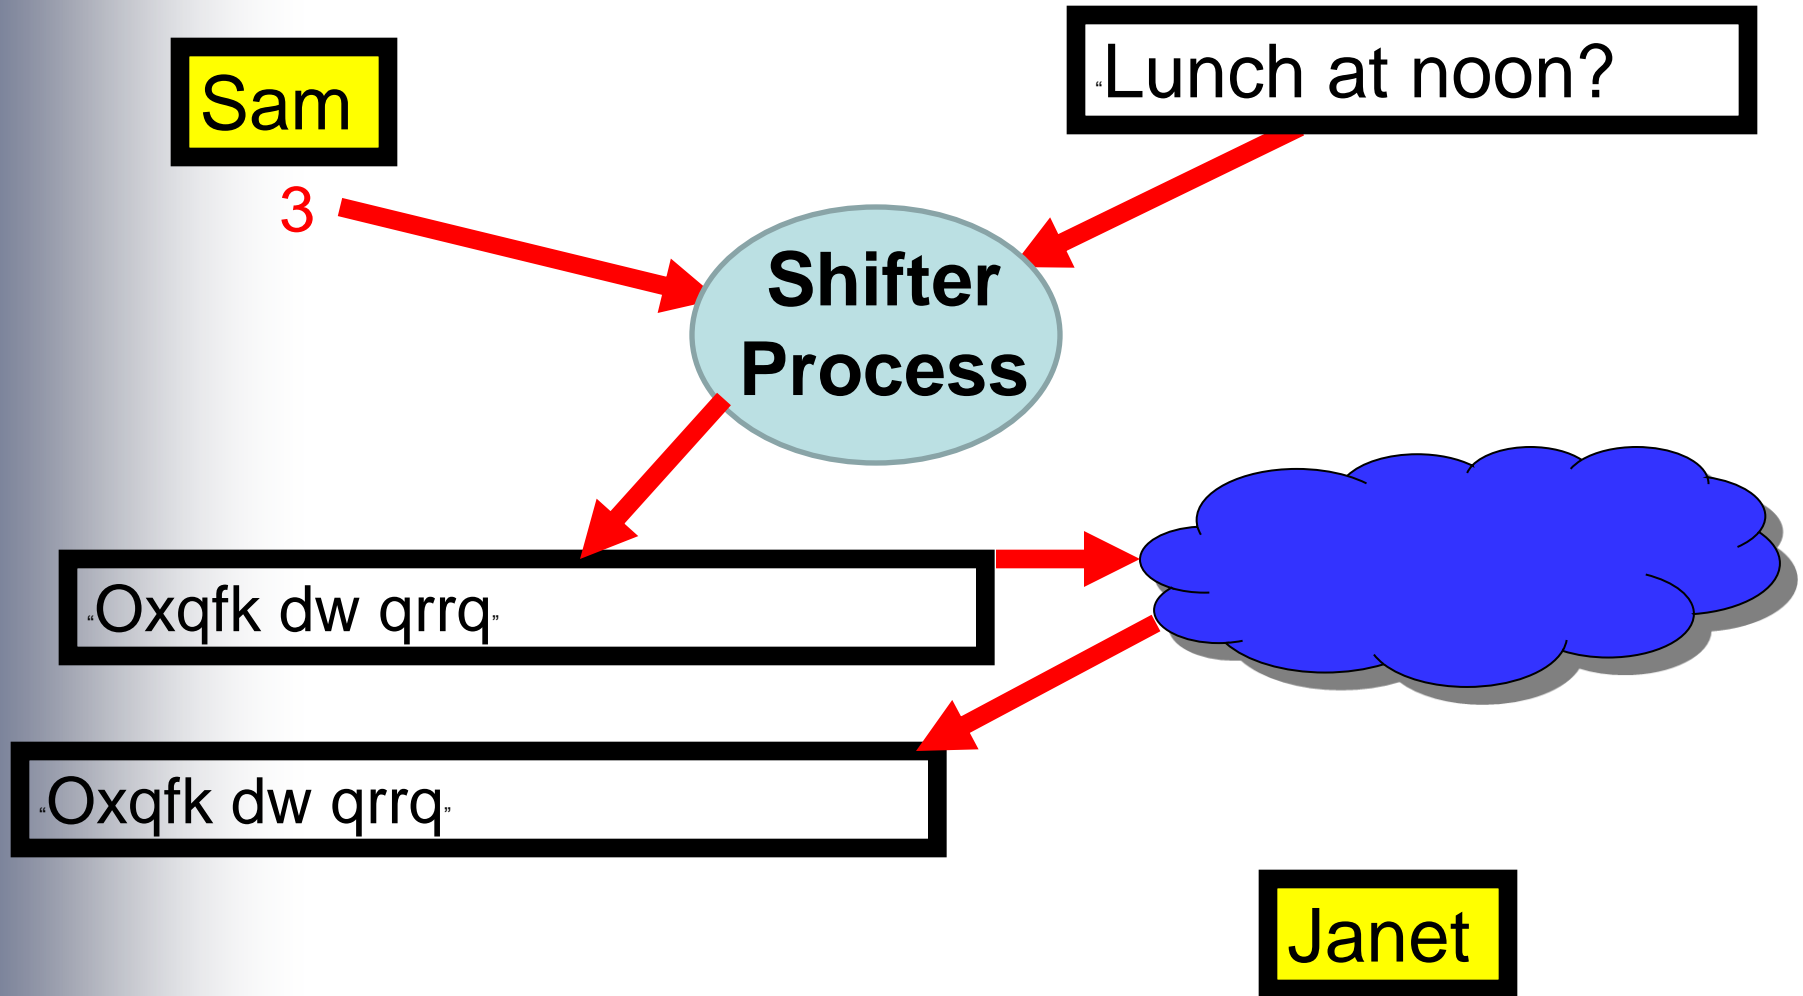 Sam
“Lunch at noon?
3
Shifter
Process
“Oxqfk dw qrrq”
“Oxqfk dw qrrq”
Janet